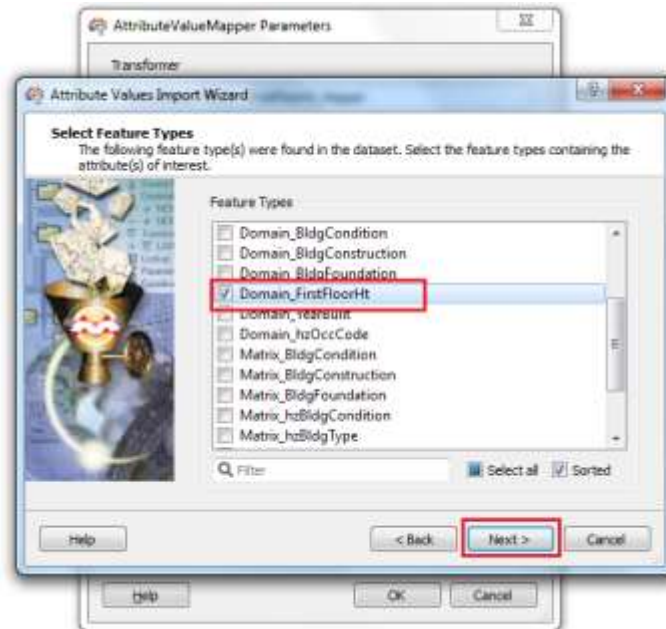 AttributeValueMapper Parameters
Transformer
Attribute Values Import Wizard
Select Feature Types
The following feature type(s) were found in the dataset. Select the feature types containing the
attribute(s) of interest.
Feature Types
Domain_BldgCondition
Domain_BldgConstruction
Domain_BldgFoundation
Domain_FirstFloorHt
Domain_YearBuilt
Domain_hzOccCode
Matrix_BldgCondition
Matrix_BldgConstruction
Matrix_BldgFoundation
Matrix_hzBldgCondition
Matrix_hzBldgType
Filter
Select all
Sorted
Help
< Back
Next >
Cancel
Help
OK
Cancel